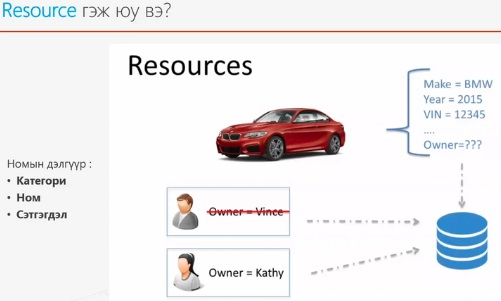 Resource гэж юу вэ?
Resources
Make = BMW
Year = 2015
VIN = 12345
....
Owner=???
Номын дэлгүүр :
• Категори
• Ном
• Сэтгэгдэл
Owner = Vince
Owner = Kathy